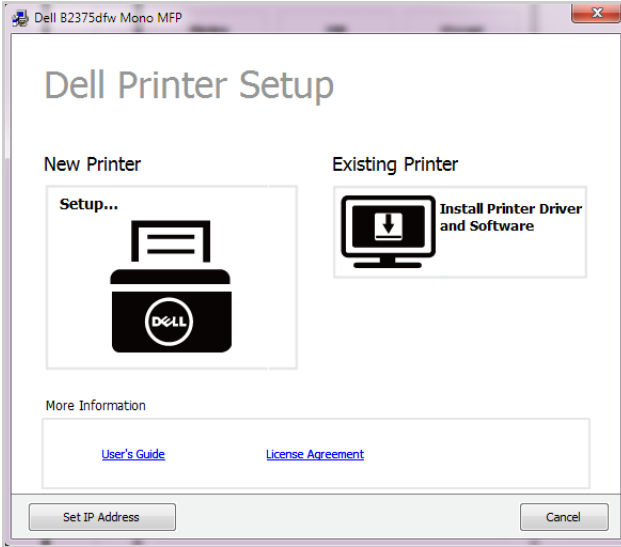 Dell B2375dfw Mono MFP
Dell Printer Setup
New Printer
Setup...
DELL
Existing Printer
Install Printer Driver
and Software
More Information
User's Guide
License Agreement
Set IP Address
Cancel